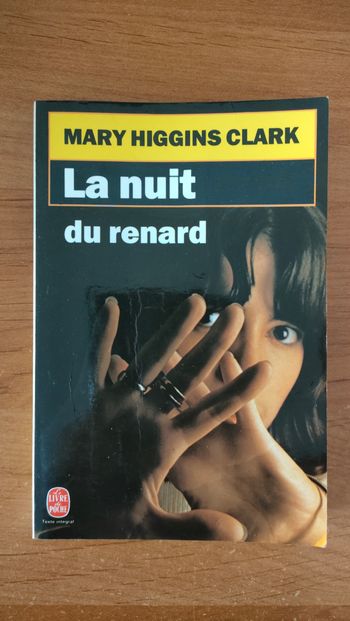 MARY HIGGINS CLARK
La nuit
du renard
LE LIVRE
DE POCHE
Texte intégral